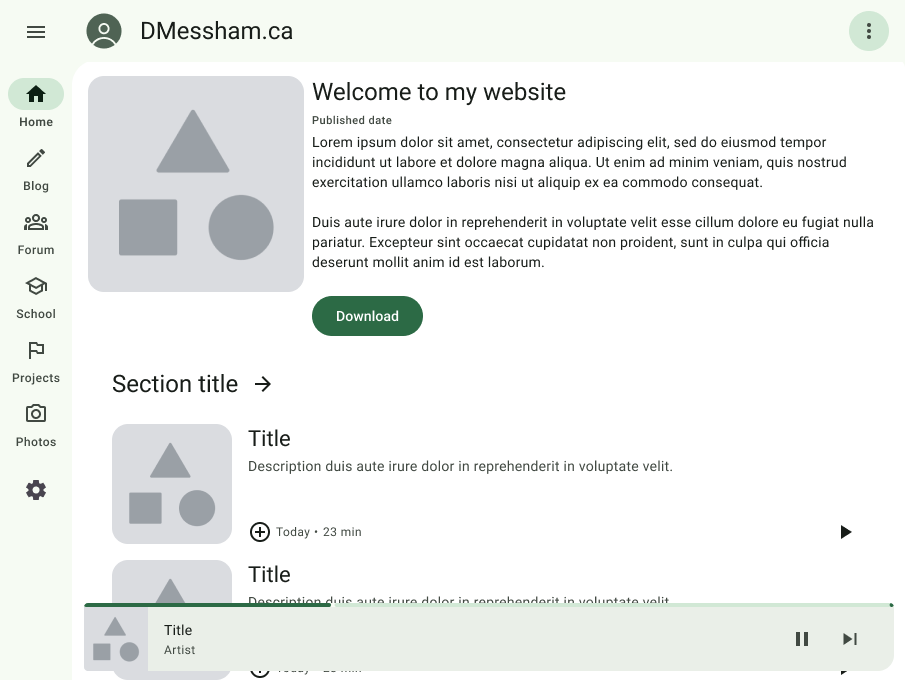 DMessham.ca
Home
Blog
Forum
School
Projects
Photos
Welcome to my website
Published date
Lorem ipsum dolor sit amet, consectetur adipiscing elit, sed do eiusmod tempor
incididunt ut labore et dolore magna aliqua. Ut enim ad minim veniam, quis nostrud
exercitation ullamco laboris nisi ut aliquip ex ea commodo consequat.
Duis aute irure dolor in reprehenderit in voluptate velit esse cillum dolore eu fugiat nulla
pariatur. Excepteur sint occaecat cupidatat non proident, sunt in culpa qui officia
deserunt mollit anim id est laborum.
Download
Section title
Title
Description duis aute irure dolor in reprehenderit in voluptate velit.
Today • 23 min
Title
Description duis aute irure dolor in reprehenderit in voluptate velit.
Title
Artist
Today • 23 min